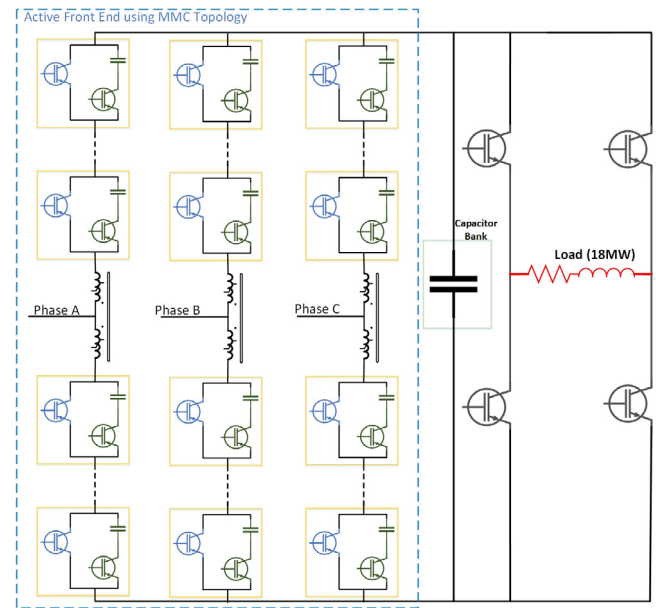 Active Front End using MMC Topology
Capacitor
Bank
Load (18MW)
Phase A
Phase B
Phase C